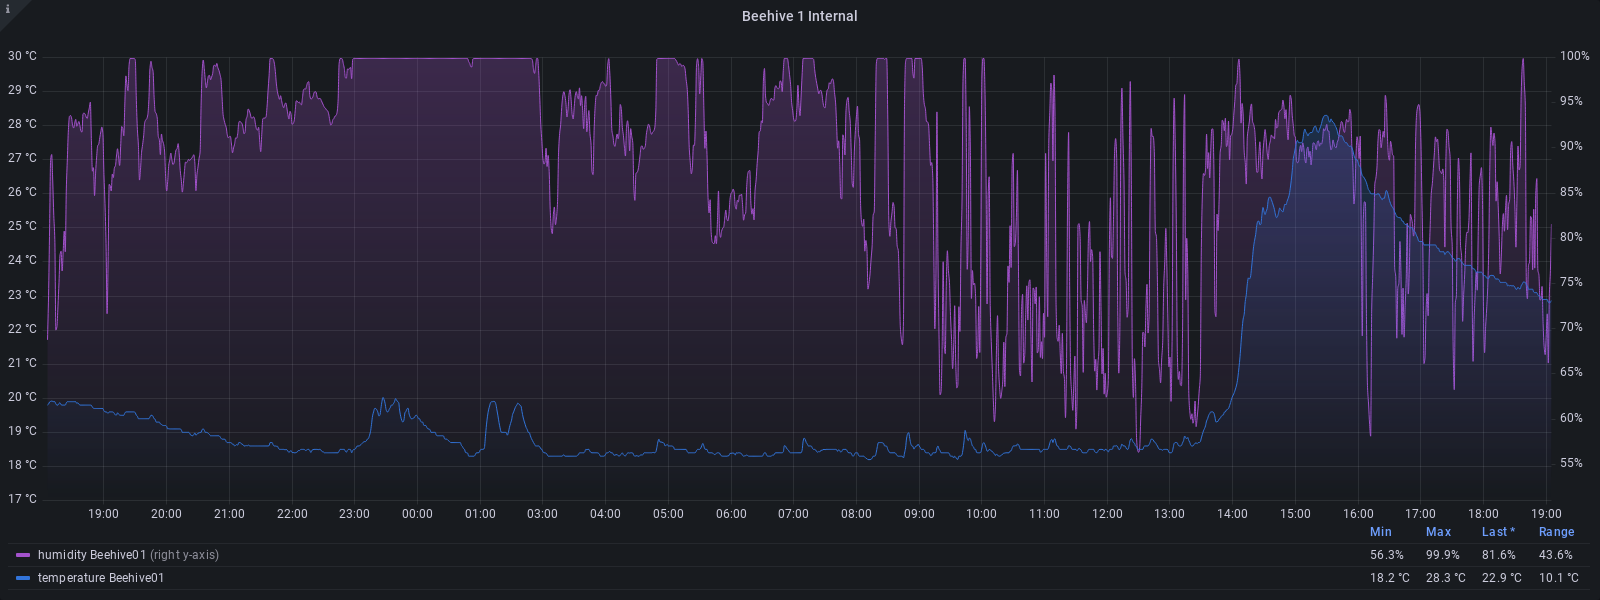 i
Beehive 1 Internal
30 °C 100%
29 °C 95%
28 °C 90%
27 °C 85%
26 °C 80%
25 °C 75%
24 °C 70%
23 °C 65%
22 °C 60%
21 °C 55%
20 °C
19 °C
18 °C
17 °C
19:00 20:00 21:00 22:00 23:00 00:00 01:00 03:00 04:00 05:00 06:00 07:00 08:00 09:00 10:00 11:00 12:00 13:00 14:00 15:00 16:00 17:00 18:00 19:00
Min Max Last * Range
humidity Beehive01 (right y-axis) 56.3% 99.9% 81.6% 43.6%
temperature Beehive01 18.2 °C 28.3 °C 22.9 °C 10.1 °C